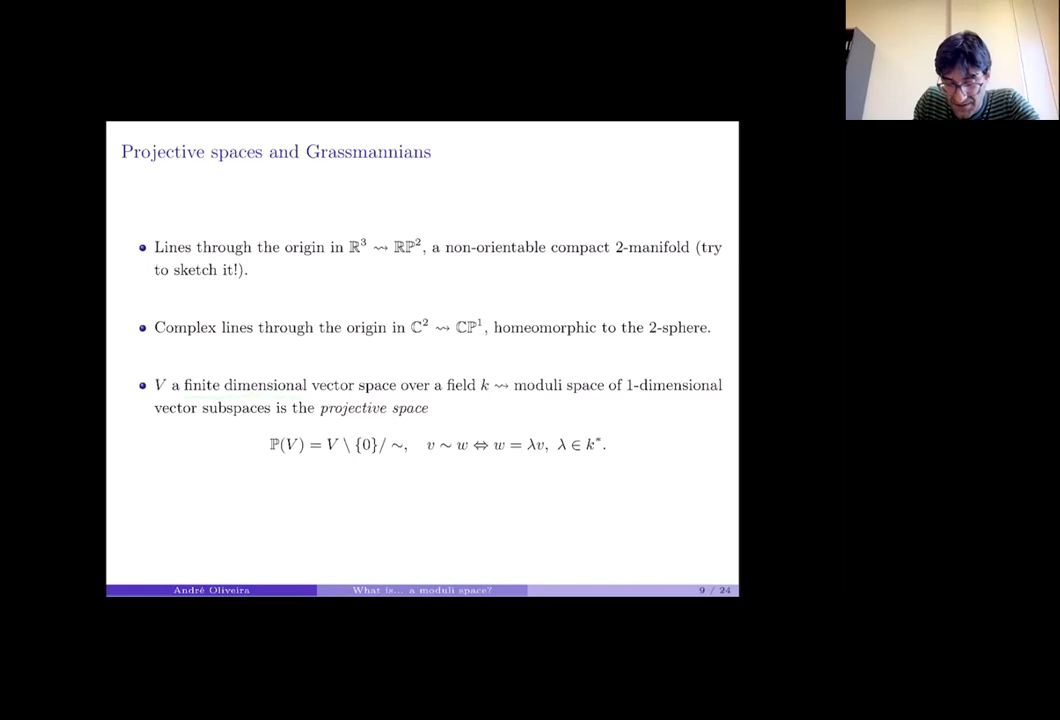 Projective spaces and Grassmannians
Lines through the origin in ℝ³ ⇝ ℝℙ², a non-orientable compact 2-manifold (try
to sketch it!).
Complex lines through the origin in ℂ² ⇝ ℂℙ¹, homeomorphic to the 2-sphere.
V a finite dimensional vector space over a field k ⇝ moduli space of 1-dimensional
vector subspaces is the projective space
ℙ(V) = V \ {0}/ ∼, v ∼ w ⇔ w = λv, λ ∈ k*.
André Oliveira What is... a moduli space? 9 / 24